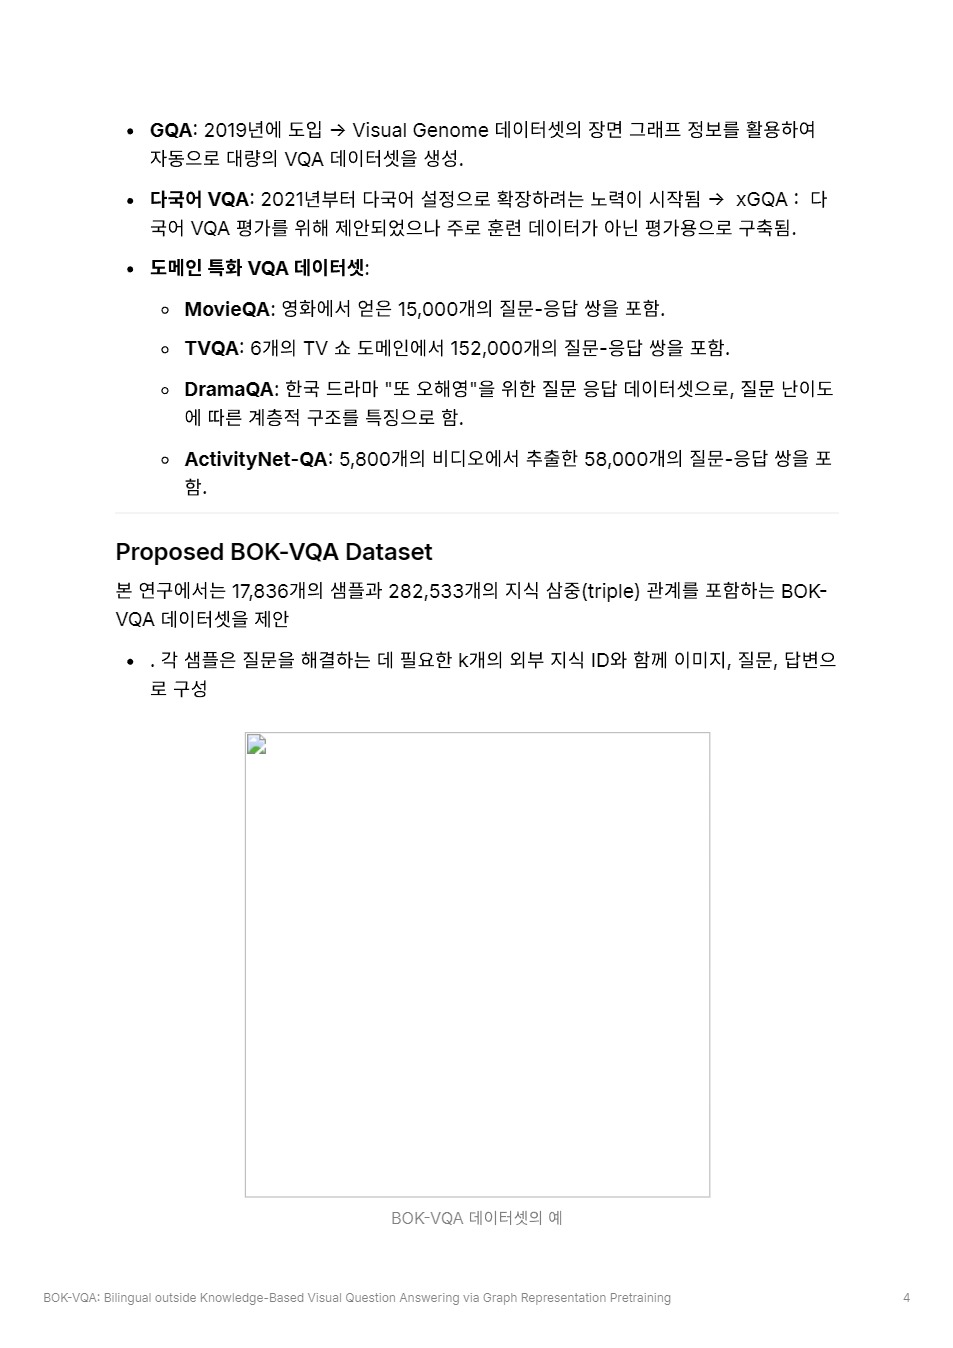 • GQA: 2019년에 도입 → Visual Genome 데이터셋의 장면 그래프 정보를 활용하여
자동으로 대량의 VQA 데이터셋을 생성.
• 다국어 VQA: 2021년부터 다국어 설정으로 확장하려는 노력이 시작됨 → xGQA : 다
국어 VQA 평가를 위해 제안되었으나 주로 훈련 데이터가 아닌 평가용으로 구축됨.
• 도메인 특화 VQA 데이터셋:
◦ MovieQA: 영화에서 얻은 15,000개의 질문-응답 쌍을 포함.
◦ TVQA: 6개의 TV 쇼 도메인에서 152,000개의 질문-응답 쌍을 포함.
◦ DramaQA: 한국 드라마 "또 오해영"을 위한 질문 응답 데이터셋으로, 질문 난이도
에 따른 계층적 구조를 특징으로 함.
◦ ActivityNet-QA: 5,800개의 비디오에서 추출한 58,000개의 질문-응답 쌍을 포
함.
Proposed BOK-VQA Dataset
본 연구에서는 17,836개의 샘플과 282,533개의 지식 삼중(triple) 관계를 포함하는 BOK-
VQA 데이터셋을 제안
• . 각 샘플은 질문을 해결하는 데 필요한 k개의 외부 지식 ID와 함께 이미지, 질문, 답변으
로 구성
BOK-VQA 데이터셋의 예
BOK-VQA: Bilingual outside Knowledge-Based Visual Question Answering via Graph Representation Pretraining 4